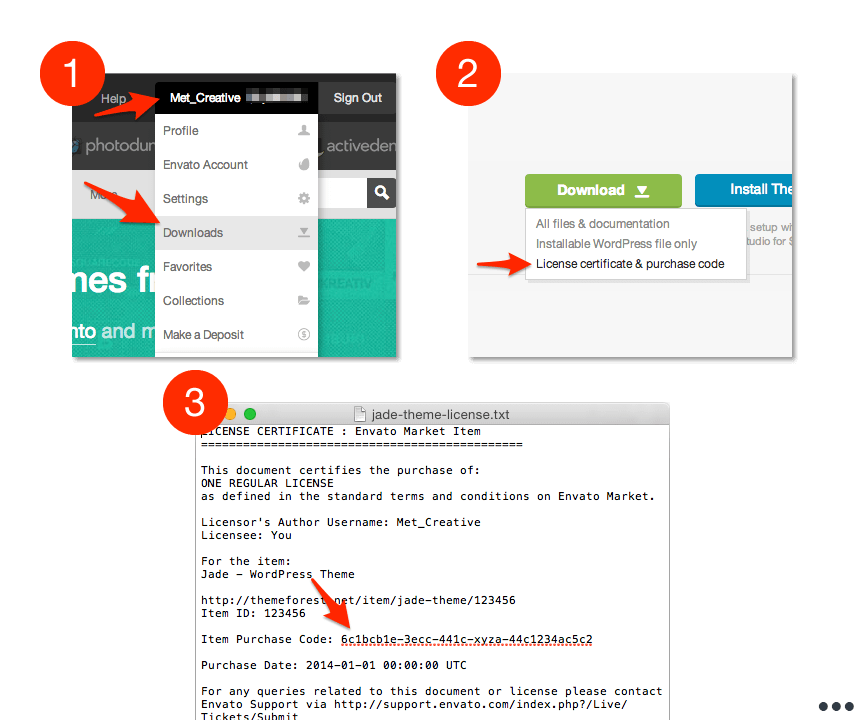 1
Help
Met_Creative
Sign Out
photodun
activeden
Profile
Envato Account
Settings
Downloads
Favorites
Collections
Make a Deposit
mes fr
nto and m
2
Download
Install The
All files & documentation
Installable WordPress file only
License certificate & purchase code
setup wi
tudio for S
3
jade-theme-license.txt
LICENSE CERTIFICATE : Envato Market Item
==============================================
This document certifies the purchase of:
ONE REGULAR LICENSE
as defined in the standard terms and conditions on Envato Market.
Licensor's Author Username: Met_Creative
Licensee: You
For the item:
Jade - WordPress Theme
http://themeforest.net/item/jade-theme/123456
Item ID: 123456
Item Purchase Code: 6c1bcb1e-3ecc-441c-xyza-44c1234ac5c2
Purchase Date: 2014-01-01 00:00:00 UTC
For any queries related to this document or license please contact
Envato Support via http://support.envato.com/index.php?/Live/
Tickets/Submit